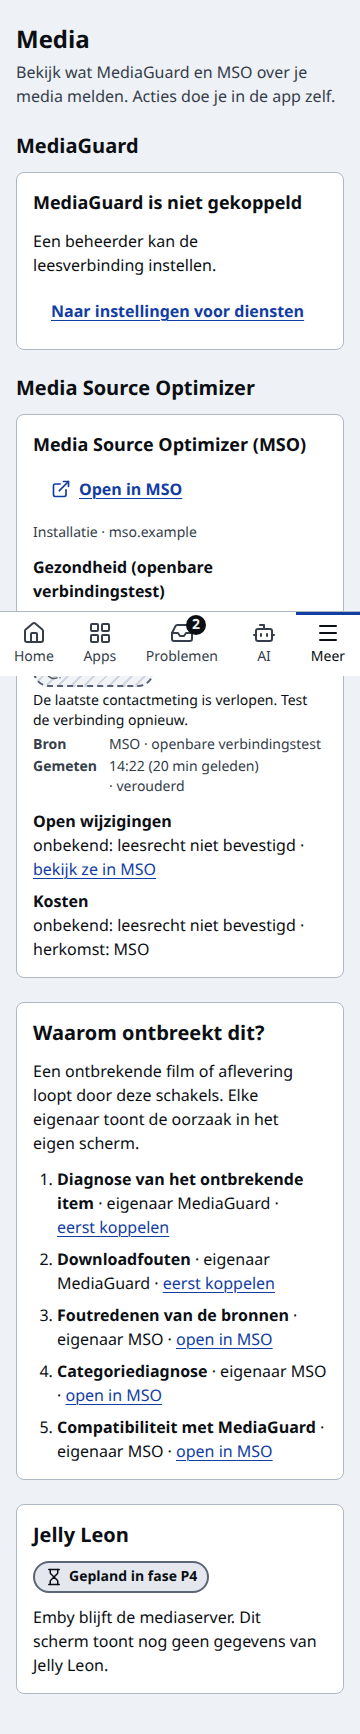 Media
Bekijk wat MediaGuard en MSO over je
media melden. Acties doe je in de app zelf.
MediaGuard
MediaGuard is niet gekoppeld
Een beheerder kan de
leesverbinding instellen.
Naar instellingen voor diensten
Media Source Optimizer
Media Source Optimizer (MSO)
Open in MSO
Installatie · mso.example
Gezondheid (openbare
verbindingstest)
2
Home Apps Problemen AI Meer
De laatste contactmeting is verlopen. Test
de verbinding opnieuw.
Bron MSO · openbare verbindingstest
Gemeten 14:22 (20 min geleden)
· verouderd
Open wijzigingen
onbekend: leesrecht niet bevestigd ·
bekijk ze in MSO
Kosten
onbekend: leesrecht niet bevestigd ·
herkomst: MSO
Waarom ontbreekt dit?
Een ontbrekende film of aflevering
loopt door deze schakels. Elke
eigenaar toont de oorzaak in het
eigen scherm.
1. Diagnose van het ontbrekende
item · eigenaar MediaGuard ·
eerst koppelen
2. Downloadfouten · eigenaar
MediaGuard · eerst koppelen
3. Foutredenen van de bronnen ·
eigenaar MSO · open in MSO
4. Categoriediagnose · eigenaar MSO
· open in MSO
5. Compatibiliteit met MediaGuard ·
eigenaar MSO · open in MSO
Jelly Leon
Gepland in fase P4
Emby blijft de mediaserver. Dit
scherm toont nog geen gegevens van
Jelly Leon.